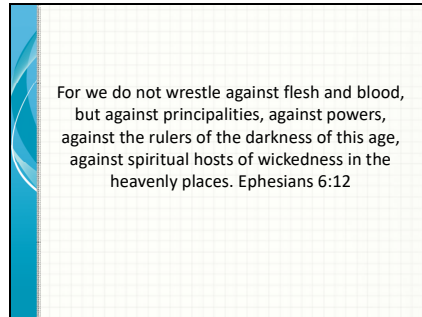 For we do not wrestle against flesh and blood,
but against principalities, against powers,
against the rulers of the darkness of this age,
against spiritual hosts of wickedness in the
heavenly places. Ephesians 6:12